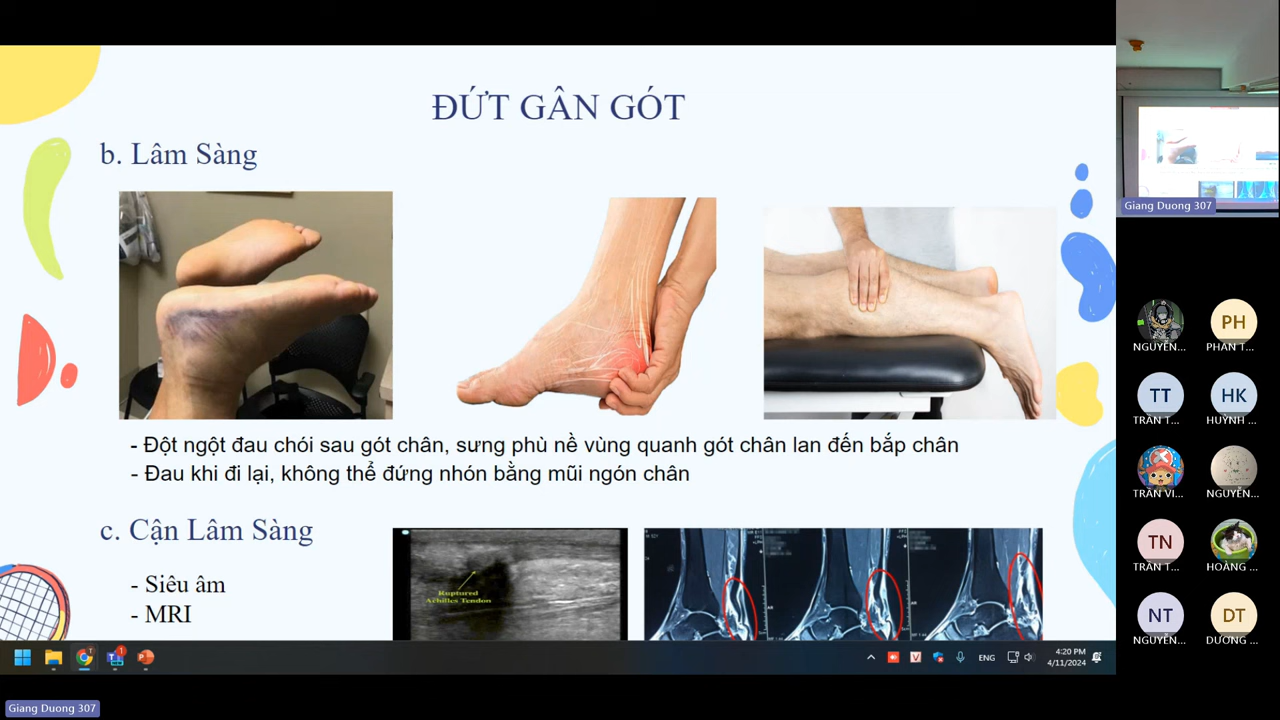 ĐỨT GÂN GÓT
b. Lâm Sàng
- Đột ngột đau chói sau gót chân, sưng phù nề vùng quanh gót chân lan đến bắp chân
- Đau khi đi lại, không thể đứng nhón bằng mũi ngón chân
c. Cận Lâm Sàng
- Siêu âm
- MRI
Ruptured
Achilles Tendon
Giang Duong 307
PH
NGUYỄN...
PHAN T...
TT
HK
TRẦN T...
HUỲNH ...
TRẦN VI...
NGUYỄN...
TN
TRẦN T...
HOÀNG ...
NT
DT
NGUYỄN...
DƯƠNG ...
ENG
4:20 PM
4/11/2024
Giang Duong 307